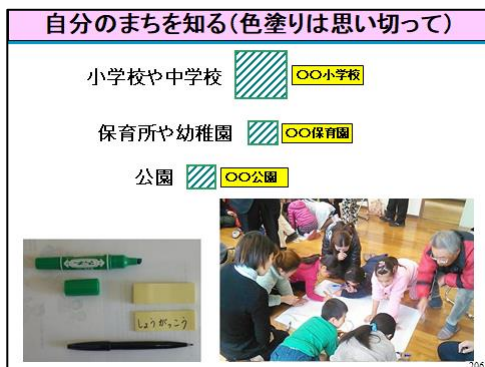 自分のまちを知る(色塗りは思い切って)
小学校や中学校 〇〇小学校
保育所や幼稚園 〇〇保育園
公園 〇〇公園
しょうがっこう
206